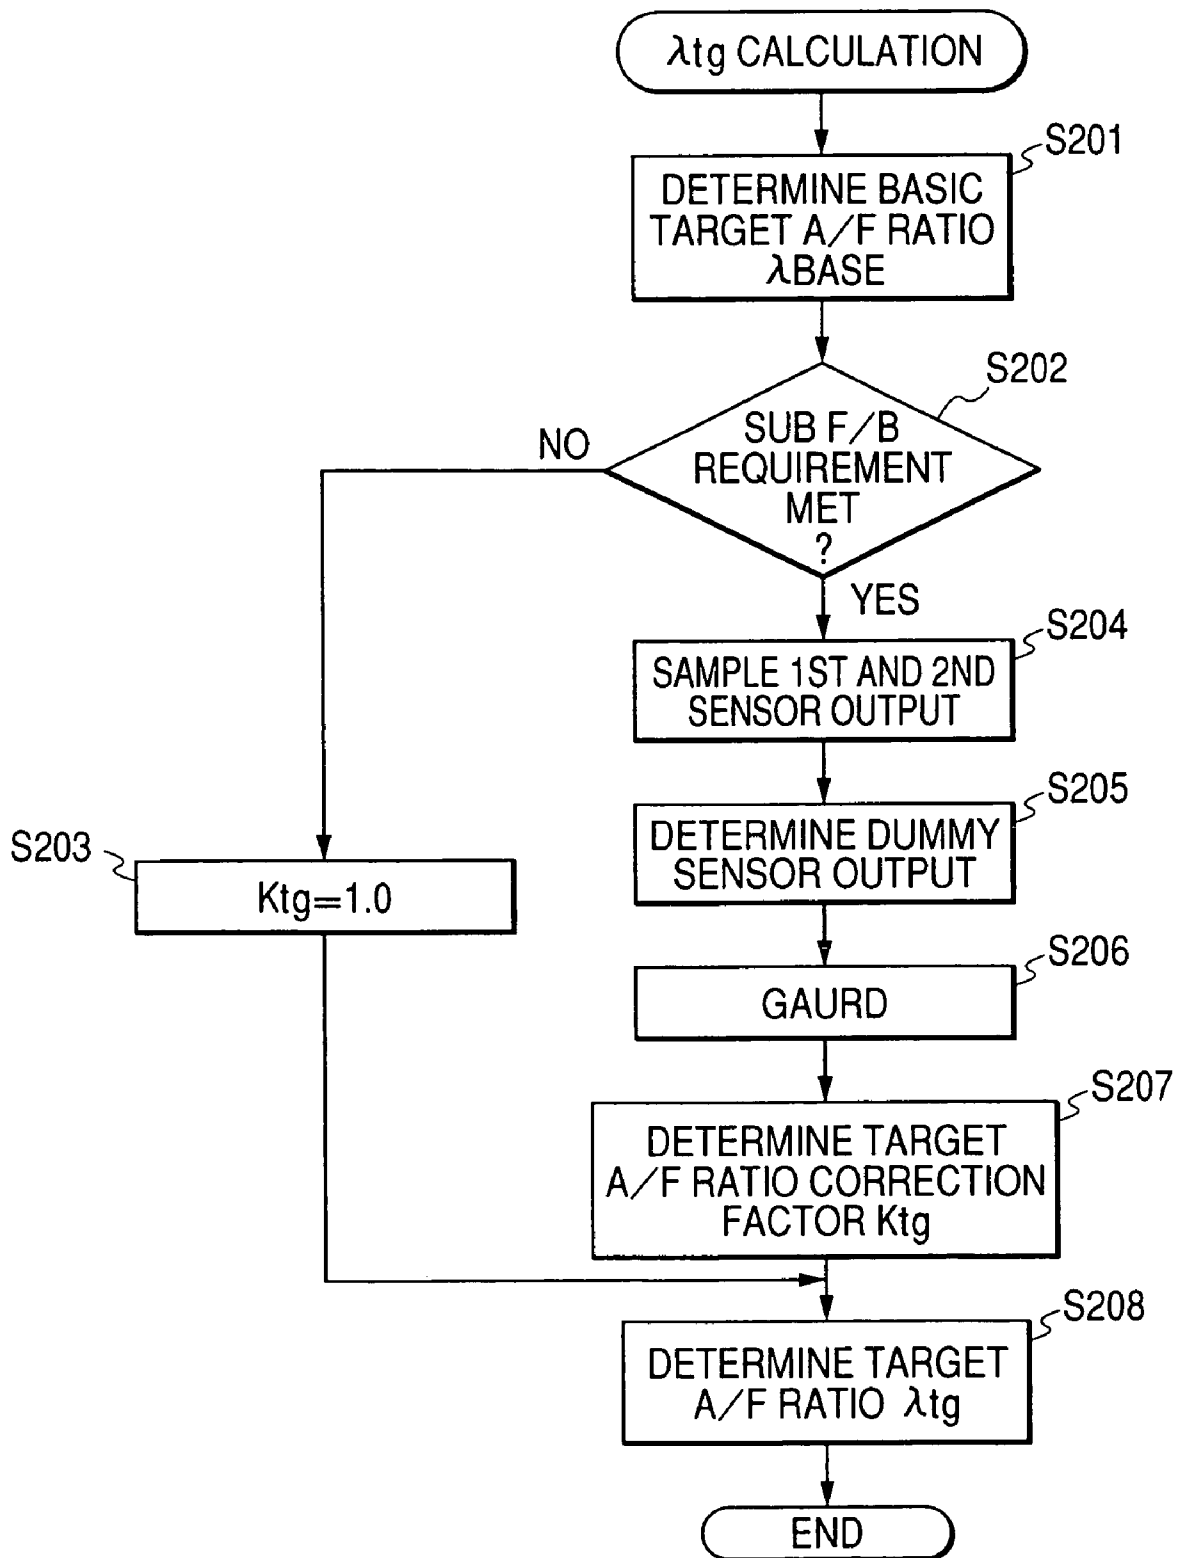 λtg CALCULATION
S201
DETERMINE BASIC
TARGET A/F RATIO
λBASE
S202
SUB F/B
REQUIREMENT
MET
?
NO
YES
S204
SAMPLE 1ST AND 2ND
SENSOR OUTPUT
S205
DETERMINE DUMMY
SENSOR OUTPUT
S203
Ktg=1.0
S206
GAURD
S207
DETERMINE TARGET
A/F RATIO CORRECTION
FACTOR Ktg
S208
DETERMINE TARGET
A/F RATIO λtg
END